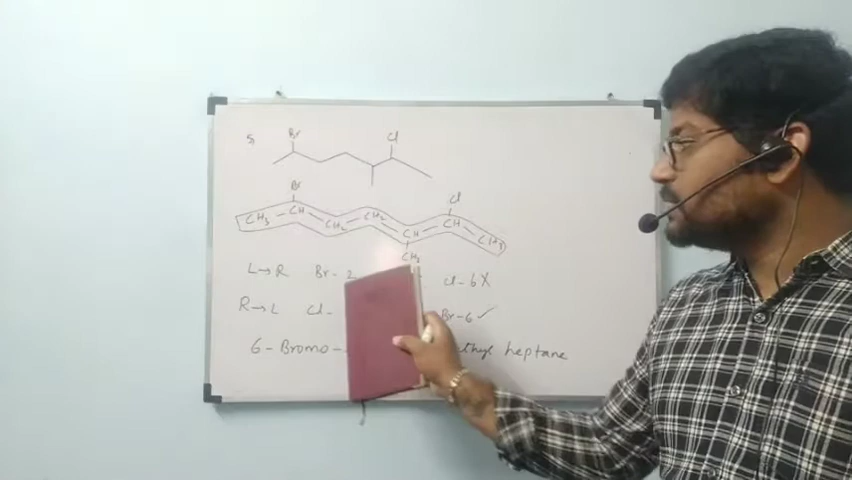 5,
Br
Cl
Br
Cl
CH3 – CH – CH2 – CH2 – CH – CH – CH3
CH3
L→R Br- 2 Cl- 6 X
R→L Cl- Br- 6 ✓
6 - Bromo - heptane